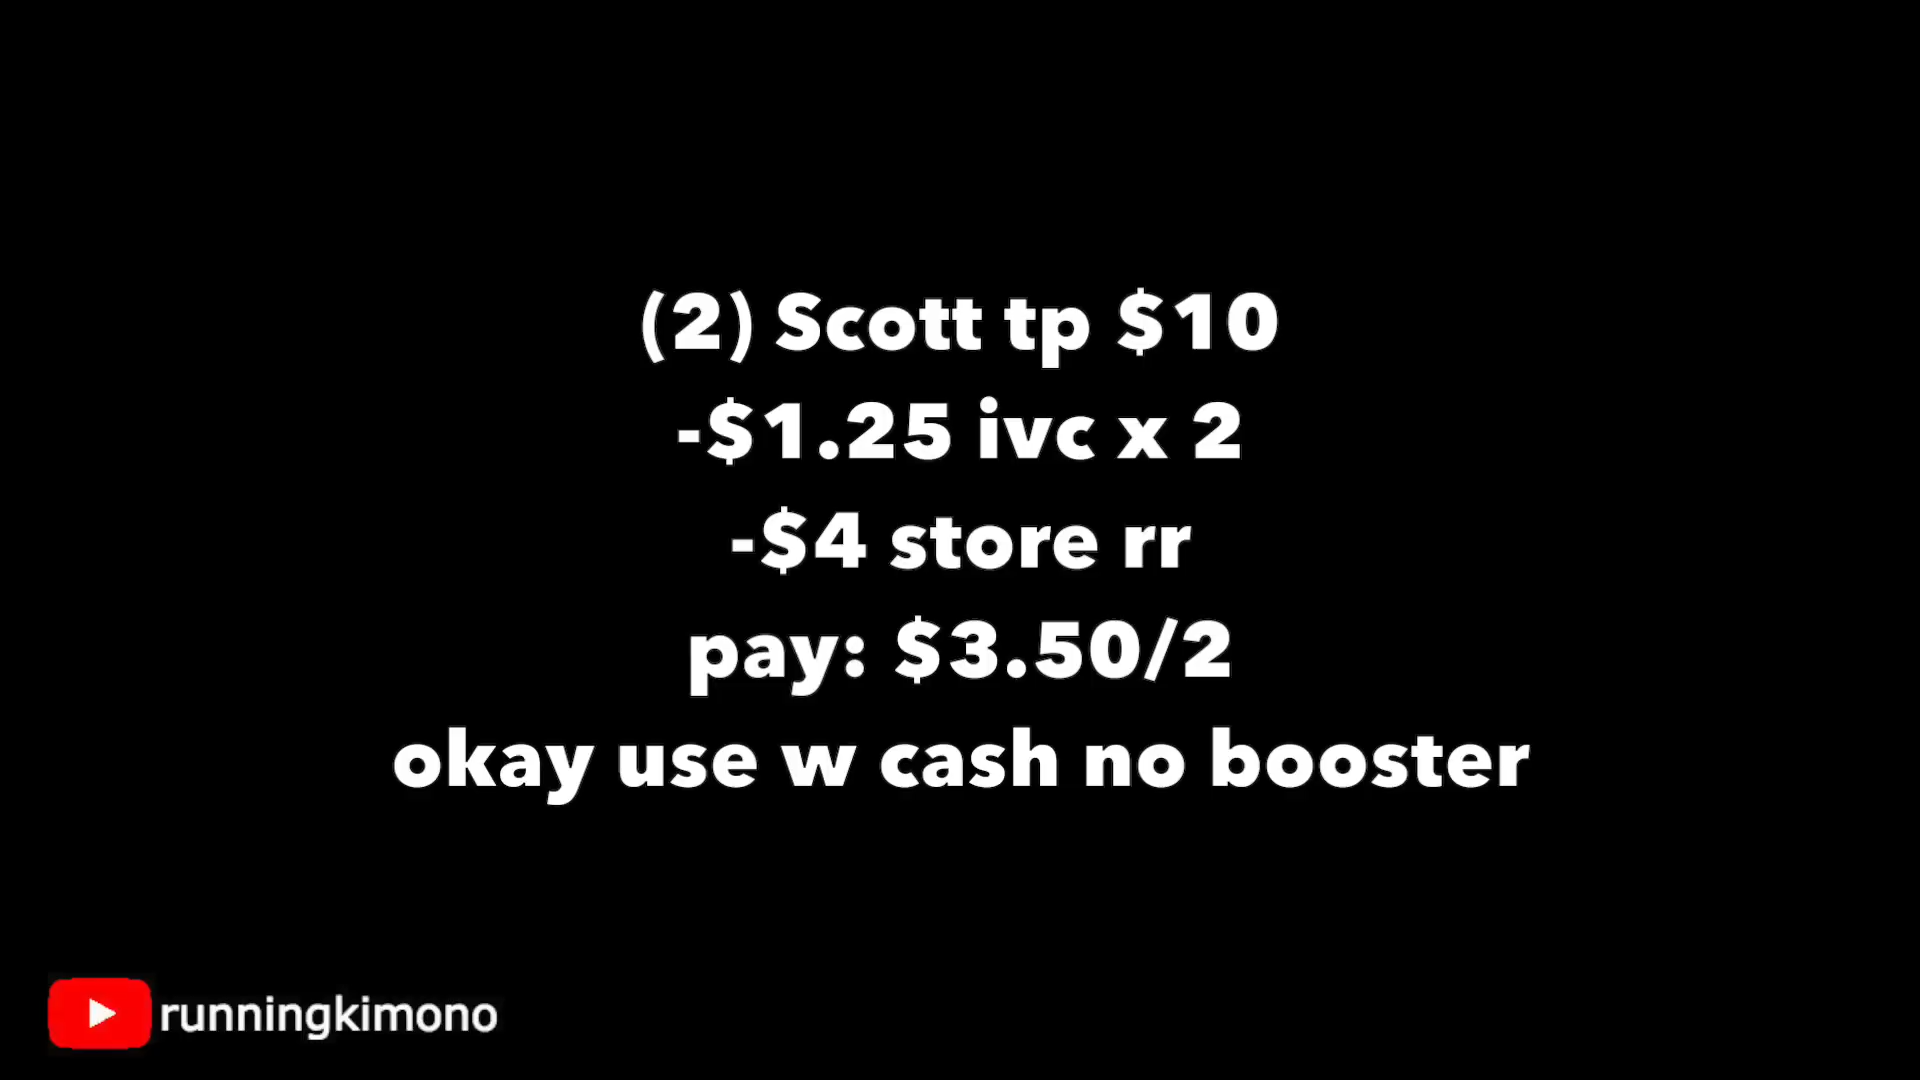 (2) Scott tp $10
-$1.25 ivc x 2
-$4 store rr
pay: $3.50/2
okay use w cash no booster
runningkimono